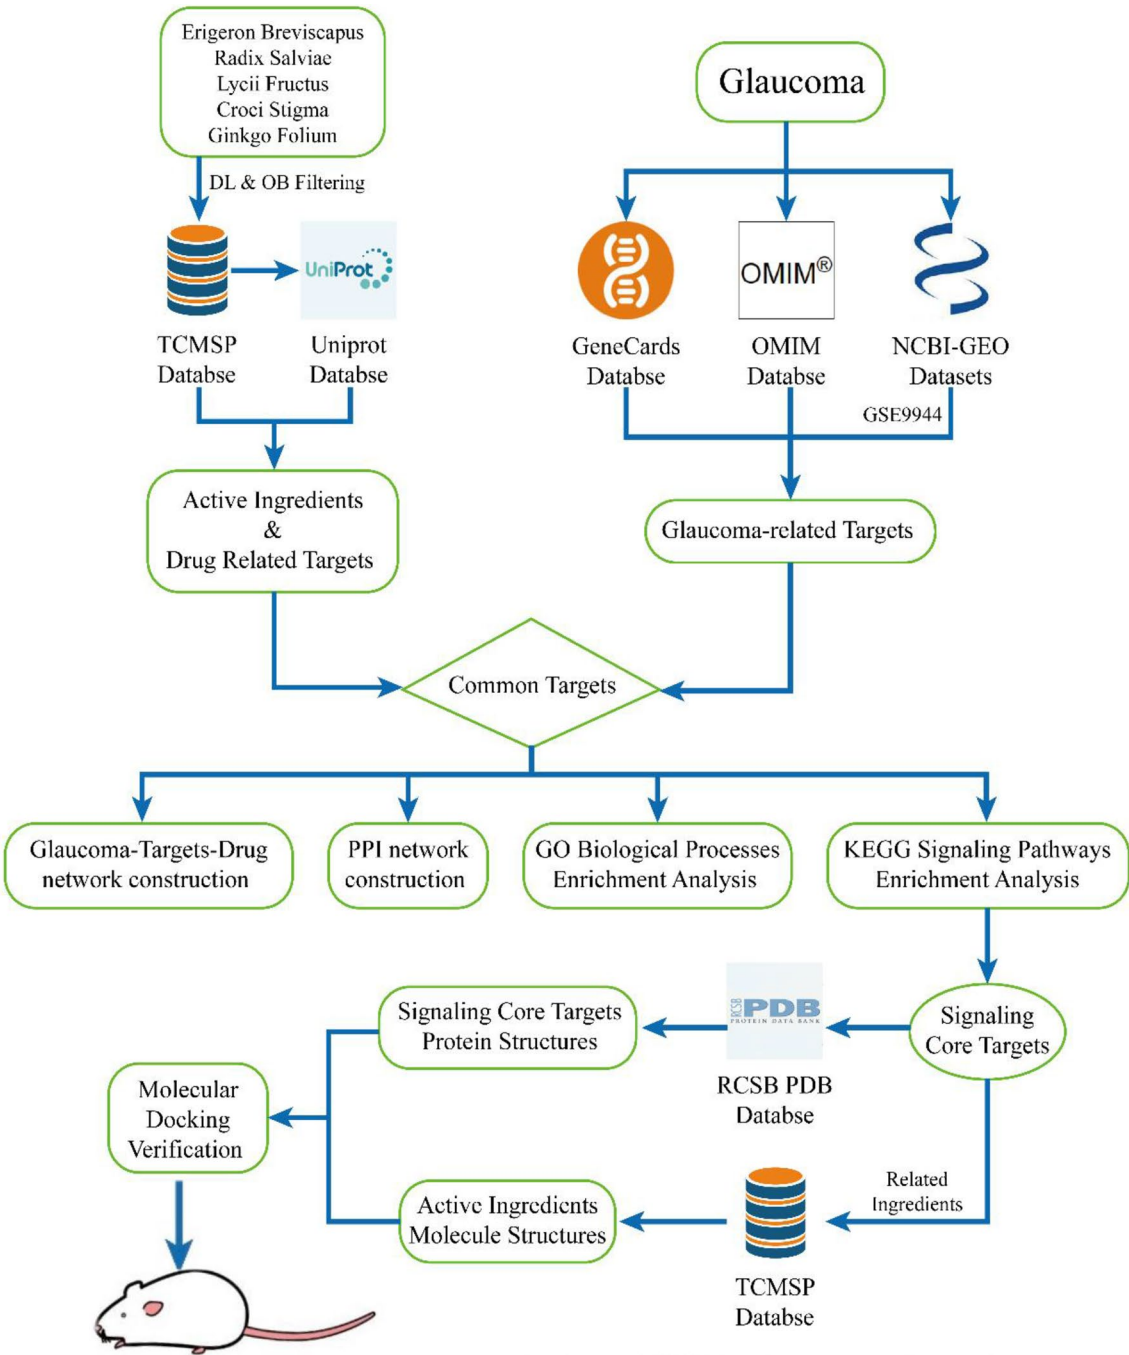 Erigeron Breviscapus
Radix Salviae
Lycii Fructus
Croci Stigma
Ginkgo Folium
Glaucoma
DL & OB Filtering
UniProt
OMIM®
TCMSP
Databse
Uniprot
Databse
GeneCards
Databse
OMIM
Databse
NCBI-GEO
Datasets
GSE9944
Active Ingredients
&
Drug Related Targets
Glaucoma-related Targets
Common Targets
Glaucoma-Targets-Drug
network construction
PPI network
construction
GO Biological Processes
Enrichment Analysis
KEGG Signaling Pathways
Enrichment Analysis
Signaling Core Targets
Protein Structures
RCSB
PDB
PROTEIN DATA BANK
Signaling
Core Targets
RCSB PDB
Databse
Molecular
Docking
Verification
Active Ingredients
Molecule Structures
Related
Ingredients
TCMSP
Databse